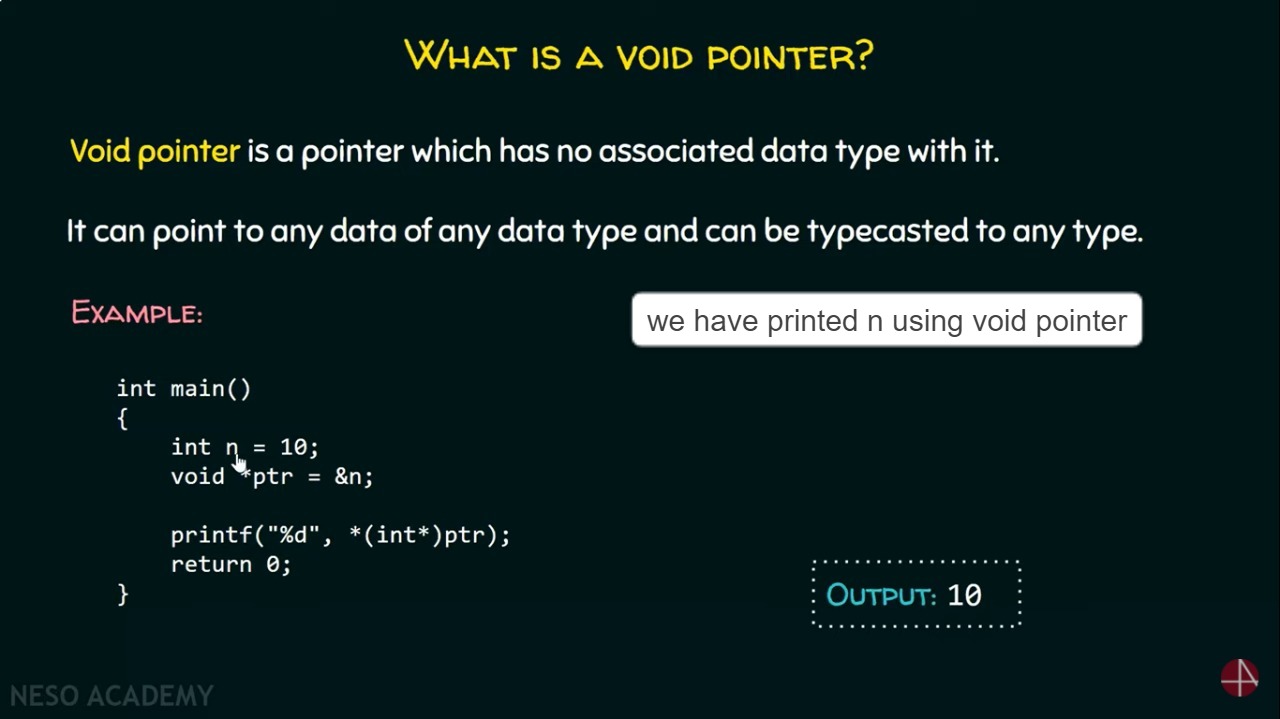 WHAT IS A VOID POINTER?
Void pointer is a pointer which has no associated data type with it.
It can point to any data of any data type and can be typecasted to any type.
EXAMPLE:
we have printed n using void pointer
int main()
{
    int n = 10;
    void *ptr = &n;
    printf("%d", *(int*)ptr);
    return 0;
}
OUTPUT: 10
NESO ACADEMY